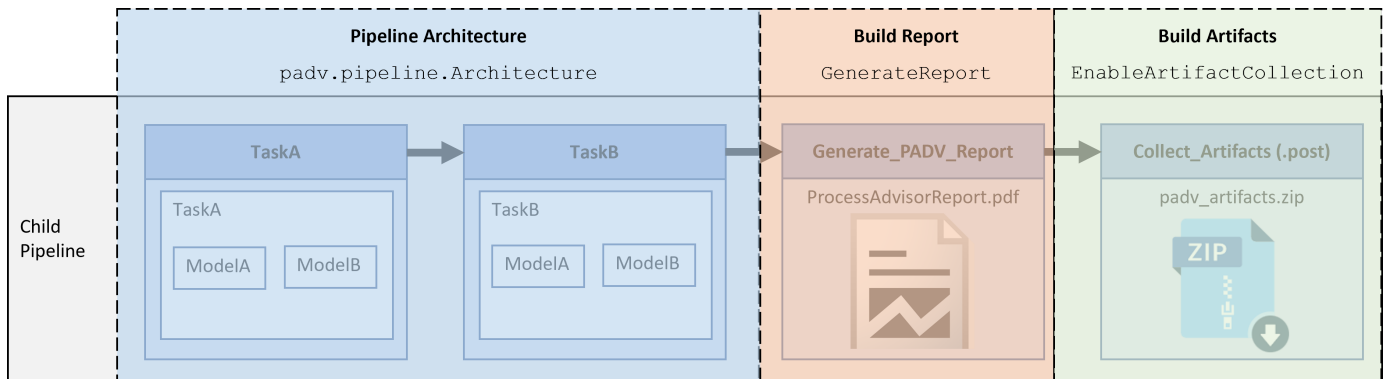 Pipeline Architecture
padv.pipeline.Architecture
Build Report
GenerateReport
Build Artifacts
EnableArtifactCollection
Child
Pipeline
TaskA
TaskA
ModelA
ModelB
TaskB
TaskB
ModelA
ModelB
Generate_PADV_Report
ProcessAdvisorReport.pdf
Collect_Artifacts (.post)
padv_artifacts.zip
ZIP